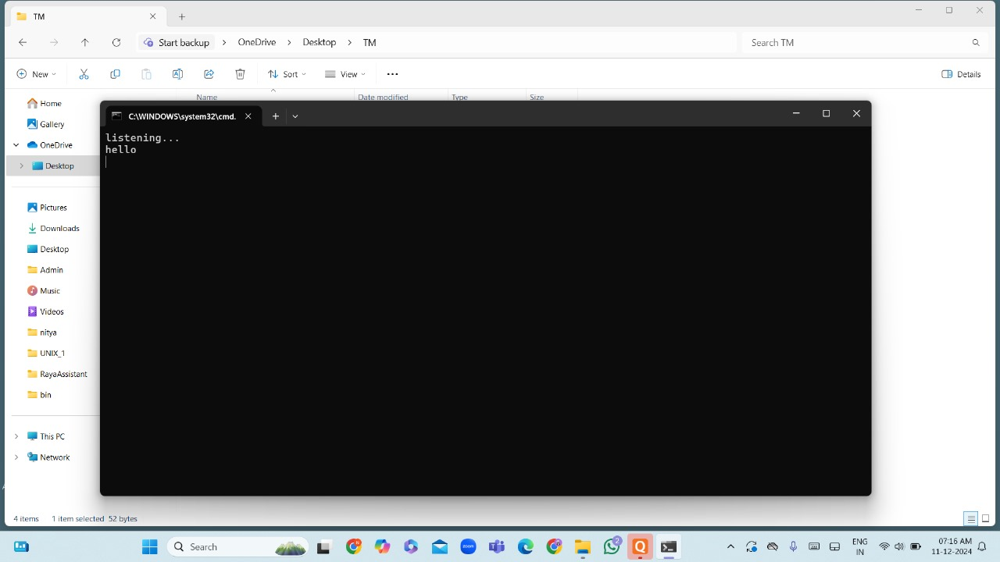 TM
Start backup > OneDrive > Desktop > TM
Search TM
New
Sort
View
Details
Name
Date modified
Type
Size
Home
Gallery
OneDrive
Desktop
Pictures
Downloads
Desktop
Admin
Music
Videos
nitya
UNIX_1
RayaAssistant
bin
This PC
Network
C:\WINDOWS\system32\cmd.
listening...
hello
4 items
1 item selected 52 bytes
Search
zoom
2
ENG
IN
07:16 AM
11-12-2024